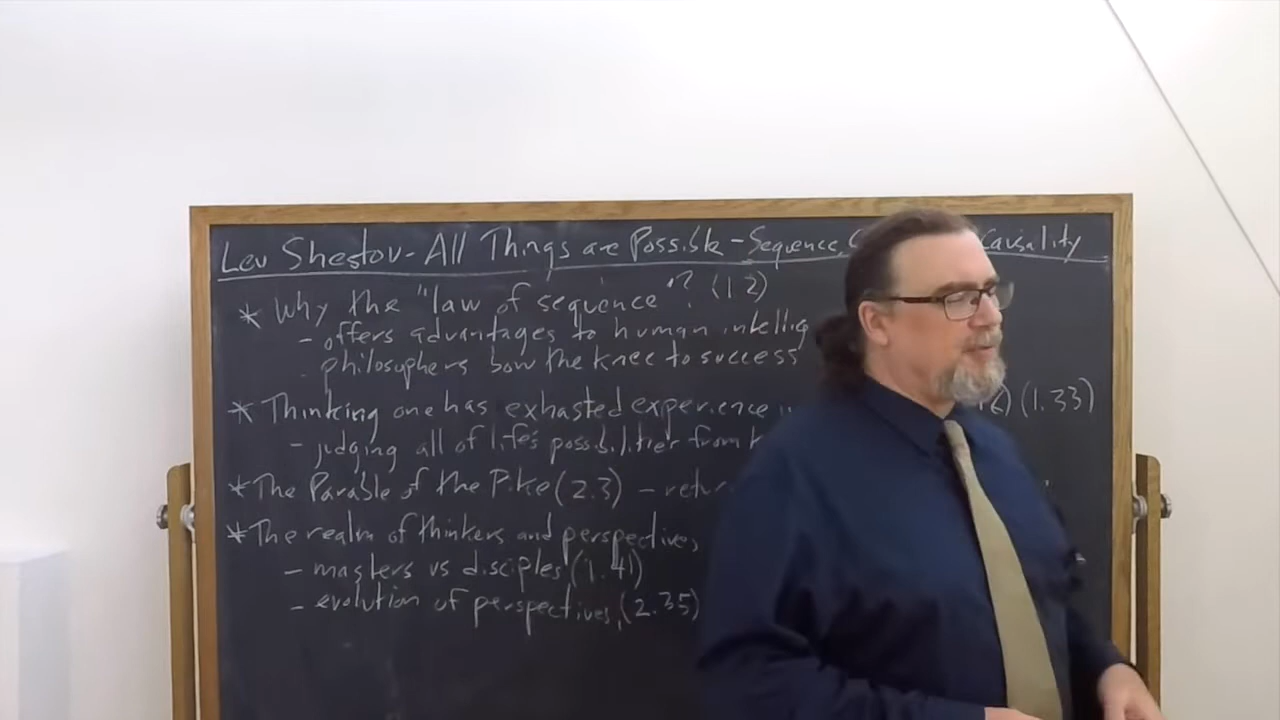 Lev Shestov - All Things are Possible - Sequence, Causality
* Why the "law of sequence"? (1.2)
- offers advantages to human
- philosophers bow the knee to success
* Thinking one has exhasted experience (1.33)
- judging all of life's possibilities from
* The Parable of the Pike (2.3) -
* The realm of thinkers and perspectives
- masters vs disciples (1.41)
- evolution of perspectives, (2.35)